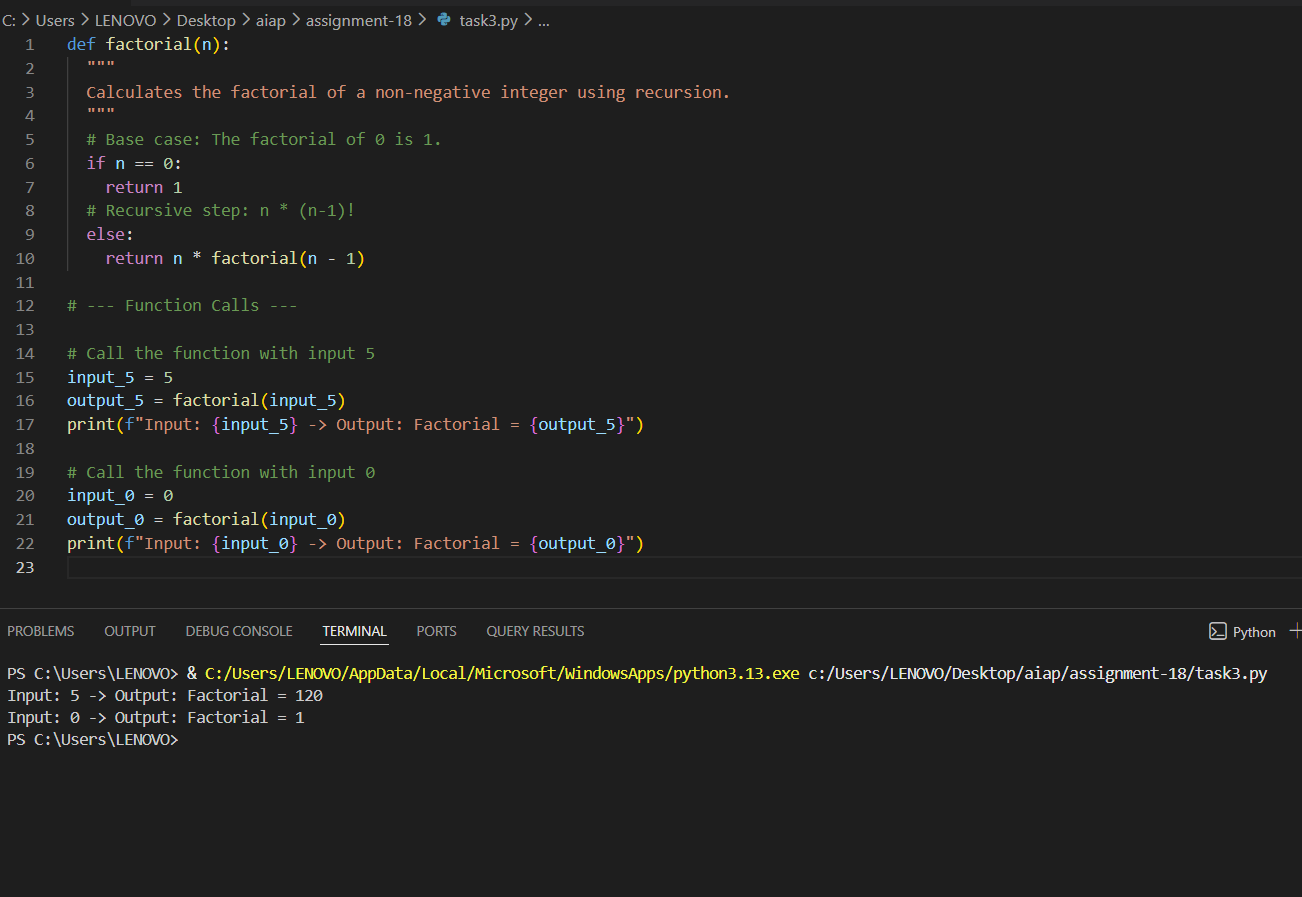 C: > Users > LENOVO > Desktop > aiap > assignment-18 > task3.py > ...
1 def factorial(n):
2   """
3   Calculates the factorial of a non-negative integer using recursion.
4   """
5   # Base case: The factorial of 0 is 1.
6   if n == 0:
7     return 1
8   # Recursive step: n * (n-1)!
9   else:
10     return n * factorial(n - 1)
11
12 # --- Function Calls ---
13
14 # Call the function with input 5
15 input_5 = 5
16 output_5 = factorial(input_5)
17 print(f"Input: {input_5} -> Output: Factorial = {output_5}")
18
19 # Call the function with input 0
20 input_0 = 0
21 output_0 = factorial(input_0)
22 print(f"Input: {input_0} -> Output: Factorial = {output_0}")
23
PROBLEMS OUTPUT DEBUG CONSOLE TERMINAL PORTS QUERY RESULTS Python +
PS C:\Users\LENOVO> & C:/Users/LENOVO/AppData/Local/Microsoft/WindowsApps/python3.13.exe c:/Users/LENOVO/Desktop/aiap/assignment-18/task3.py
Input: 5 -> Output: Factorial = 120
Input: 0 -> Output: Factorial = 1
PS C:\Users\LENOVO>